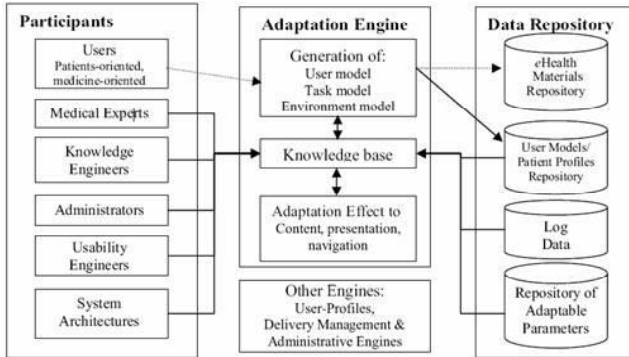 Participants
Users
Patients-oriented,
medicine-oriented
Medical Experts
Knowledge
Engineers
Administrators
Usability
Engineers
System
Architectures
Adaptation Engine
Generation of:
User model
Task model
Environment model
Knowledge base
Adaptation Effect to
Content, presentation,
navigation
Other Engines:
User-Profiles,
Delivery Management &
Administrative Engines
Data Repository
eHealth
Materials
Repository
User Models/
Patient Profiles
Repository
Log
Data
Repository of
Adaptable
Parameters